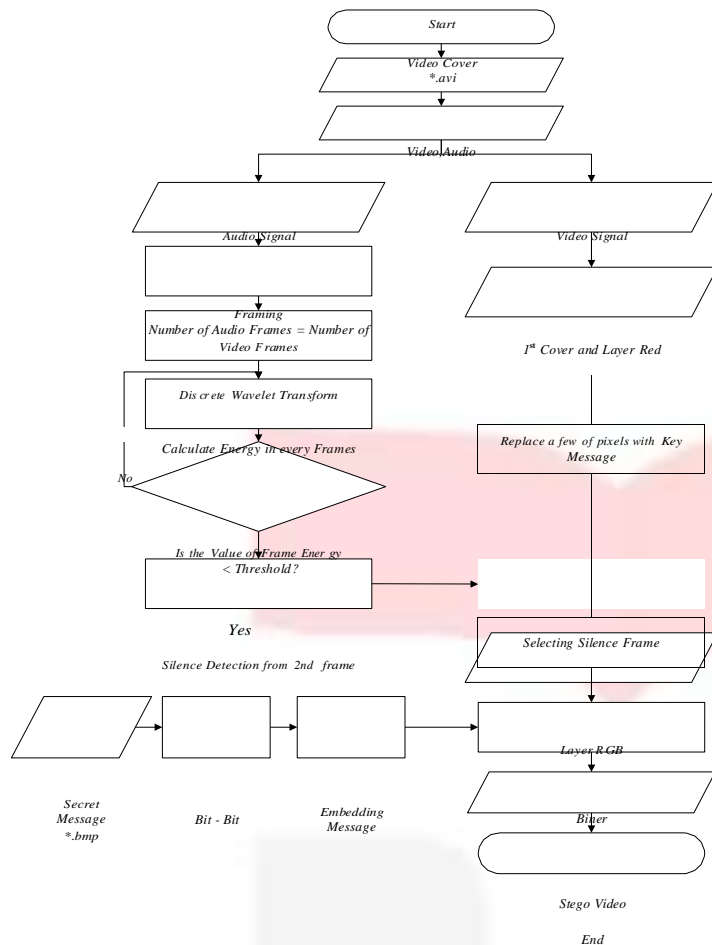 Start
Video Cover
*.avi
Video Audio
Audio Signal
Video Signal
Framing
Number of Audio Frames = Number of
Video Frames
1st Cover and Layer Red
Discrete Wavelet Transform
Replace a few of pixels with Key
Message
Calculate Energy in every Frames
No
Is the Value of Frame Energy
< Threshold?
Yes
Selecting Silence Frame
Silence Detection from 2nd frame
Layer RGB
Secret
Message
*.bmp
Bit - Bit
Embedding
Message
Biner
Stego Video
End